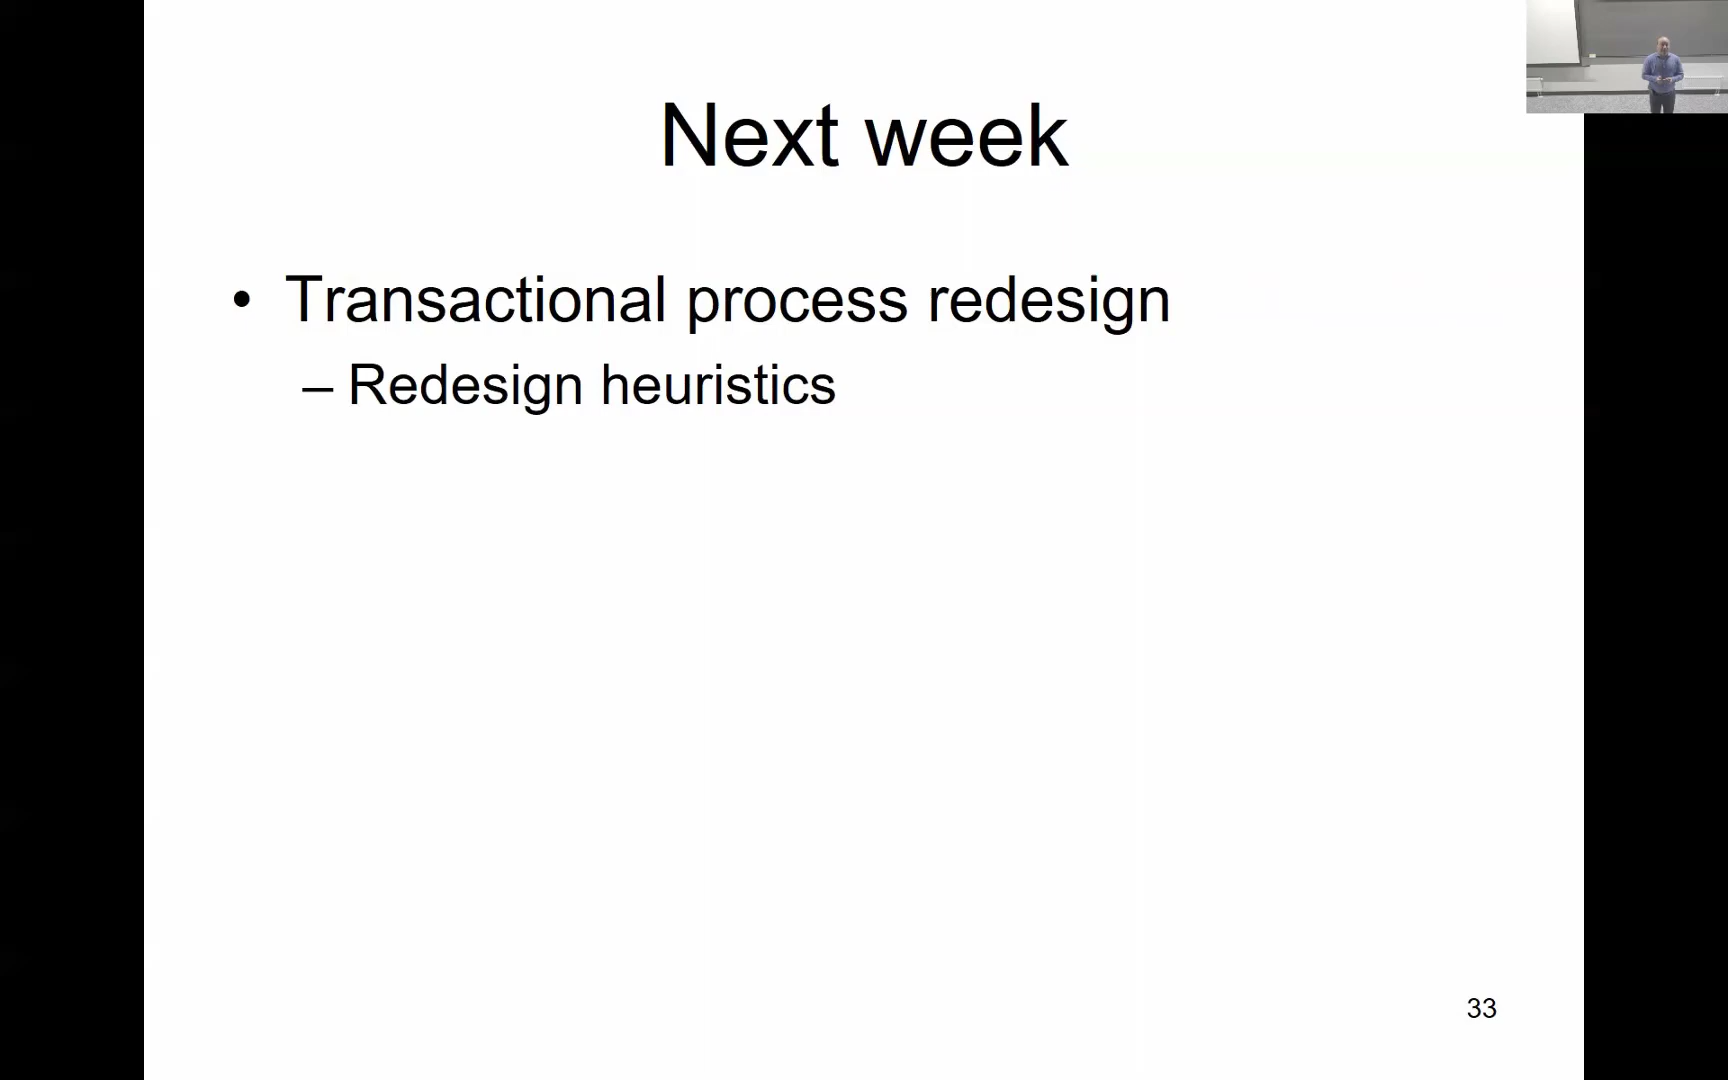 Next week
• Transactional process redesign
– Redesign heuristics
33